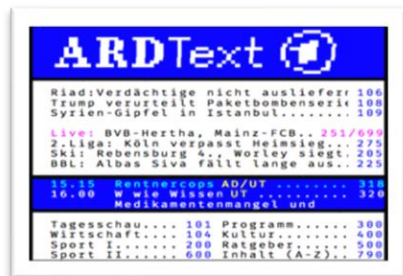 ARDText
Riad:Verdächtige nicht ausliefern 106
Trump verurteilt Paketbombenserie 108
Syrien-Gipfel in Istanbul........ 109
Live: BVB-Hertha, Mainz-FCB.. 251/699
2.Liga: Köln verpasst Heimsieg... 275
Ski: Rebensburg 4., Worley siegt. 205
BBL: Albas Siva fällt lange aus.. 225
15.15 Rentnercops AD/UT ......... 318
16.00 W wie Wissen UT ........... 320
Medikamentenmangel und
Tagesschau.... 101 Programm...... 300
Wirtschaft.... 104 Kultur........ 400
Sport I....... 200 Ratgeber...... 500
Sport II...... 600 Inhalt (A-Z).. 790